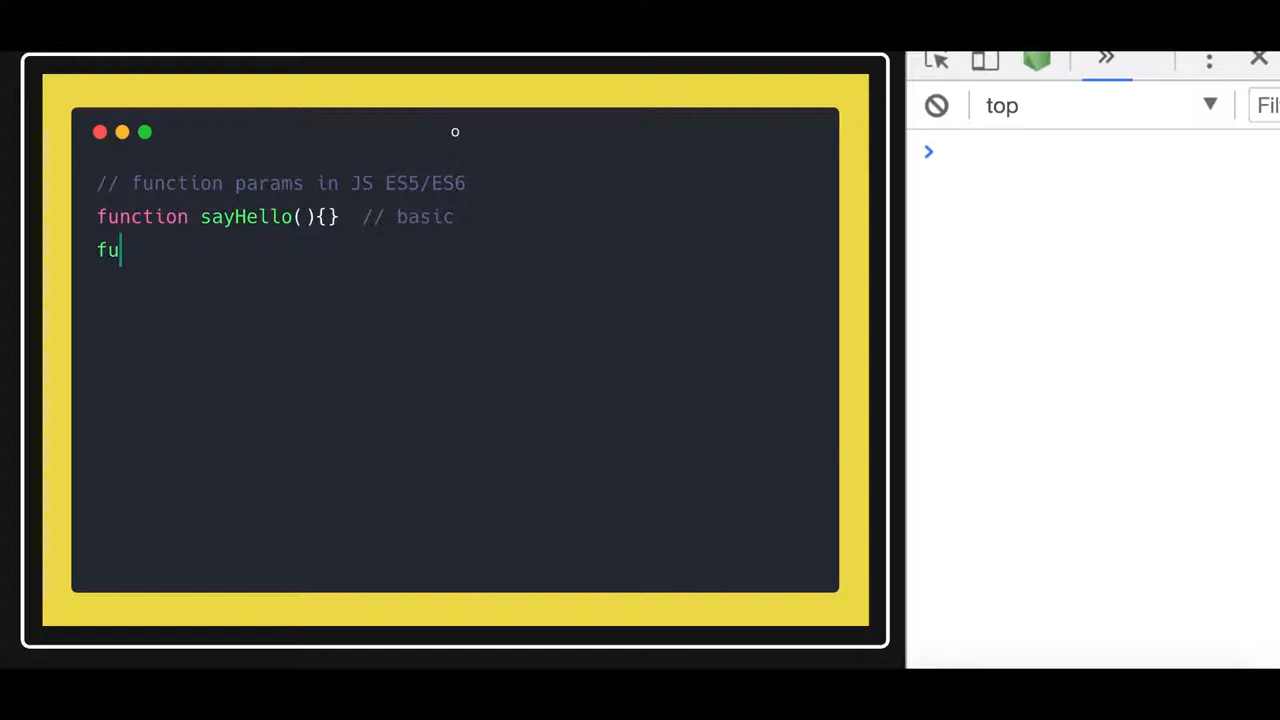 o
// function params in JS ES5/ES6
function sayHello(){} // basic
fu
top
Fil